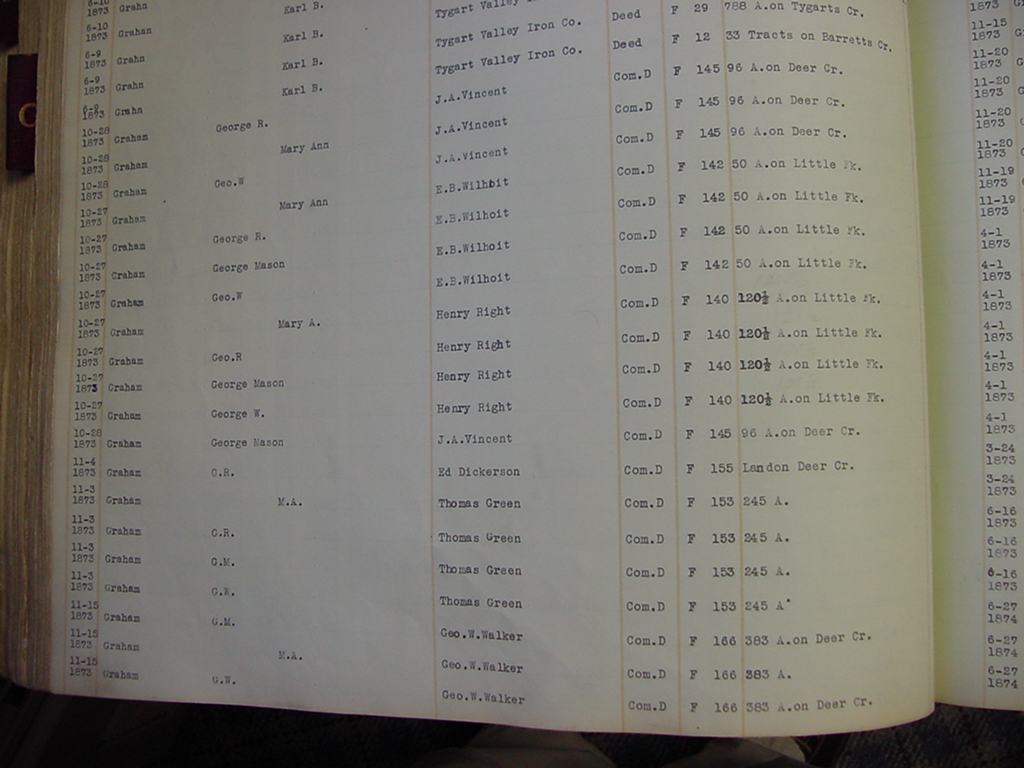 1873 Grahn Karl B.
6-10 1873 Grahan Karl B. Tygart Valley
6-9 1873 Grahn Karl B. Tygart Valley Iron Co. Deed F 29 788 A.on Tygarts Cr.
6-9 1873 Grahn Karl B. Tygart Valley Iron Co. Deed F 12 33 Tracts on Barretts Cr.
10-28 1873 Graham George R. J.A.Vincent Com.D F 145 96 A.on Deer Cr.
10-28 1873 Graham Mary Ann J.A.Vincent Com.D F 145 96 A.on Deer Cr.
10-28 1873 Graham Geo.W J.A.Vincent Com.D F 145 96 A.on Deer Cr.
10-27 1873 Graham Mary Ann E.B.Wilhoit Com.D F 142 50 A.on Little Fk.
10-27 1873 Graham George R. E.B.Wilhoit Com.D F 142 50 A.on Little Fk.
10-27 1873 Graham George Mason E.B.Wilhoit Com.D F 142 50 A.on Little Fk.
10-27 1873 Graham Geo.W E.B.Wilhoit Com.D F 142 50 A.on Little Fk.
10-27 1873 Graham Mary A. Henry Right Com.D F 140 120½ A.on Little Fk.
10-27 1873 Graham Geo.R Henry Right Com.D F 140 120½ A.on Little Fk.
10-27 1873 Graham George Mason Henry Right Com.D F 140 120½ A.on Little Fk.
10-27 1873 Graham George W. Henry Right Com.D F 140 120½ A.on Little Fk.
10-28 1873 Graham George Mason J.A.Vincent Com.D F 145 96 A.on Deer Cr.
11-4 1873 Graham G.R. Ed Dickerson Com.D F 155 Landon Deer Cr.
11-3 1873 Graham M.A. Thomas Green Com.D F 153 245 A.
11-3 1873 Graham G.R. Thomas Green Com.D F 153 245 A.
11-3 1873 Graham G.M. Thomas Green Com.D F 153 245 A.
11-3 1873 Graham G.W. Thomas Green Com.D F 153 245 A.
11-15 1873 Graham G.M. Geo.W.Walker Com.D F 166 383 A.on Deer Cr.
11-15 1873 Graham M.A. Geo.W.Walker Com.D F 166 383 A.
11-15 1873 Graham G.W. Geo.W.Walker Com.D F 166 383 A.on Deer Cr.
1873
11-15 1873
11-20 1873
11-20 1873
11-20 1873
11-20 1873
11-19 1873
11-19 1873
4-1 1873
4-1 1873
4-1 1873
4-1 1873
4-1 1873
4-1 1873
4-1 1873
3-24 1873
3-24 1873
6-16 1873
6-16 1873
6-16 1873
6-27 1874
6-27 1874
6-27 1874